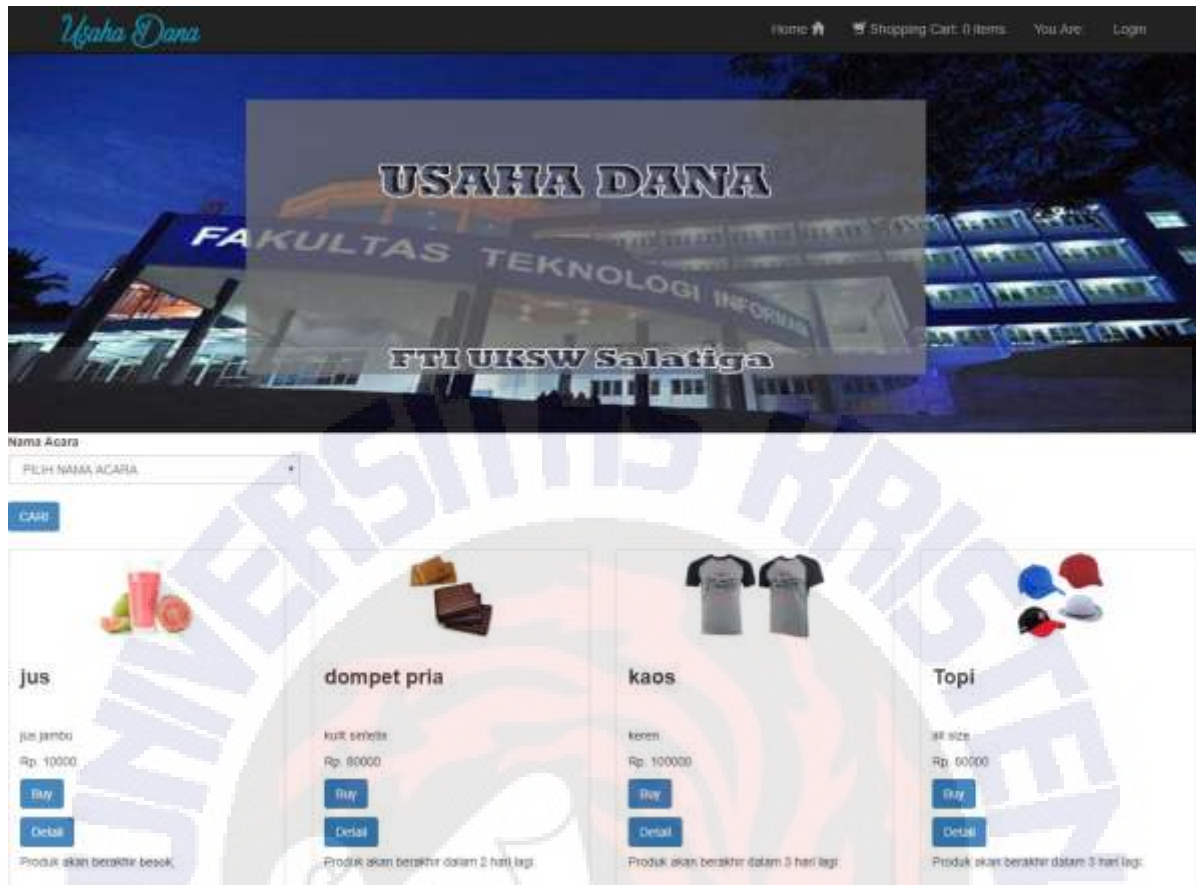 Usaha Dana
Home Shopping Cart: 0 items You Are: Login
USAHA DANA
FAKULTAS TEKNOLOGI INFORMASI
FTI UKSW Salatiga
Nama Acara
PILIH NAMA ACARA
CARI
jus
jus jambu
Rp. 10000
Buy
Detail
Produk akan berakhir besok.
dompet pria
kulit sintetis
Rp. 80000
Buy
Detail
Produk akan berakhir dalam 2 hari lagi.
kaos
keren
Rp. 100000
Buy
Detail
Produk akan berakhir dalam 3 hari lagi.
Topi
all size
Rp. 60000
Buy
Detail
Produk akan berakhir dalam 3 hari lagi.
UNIVERSITAS KRISTEN